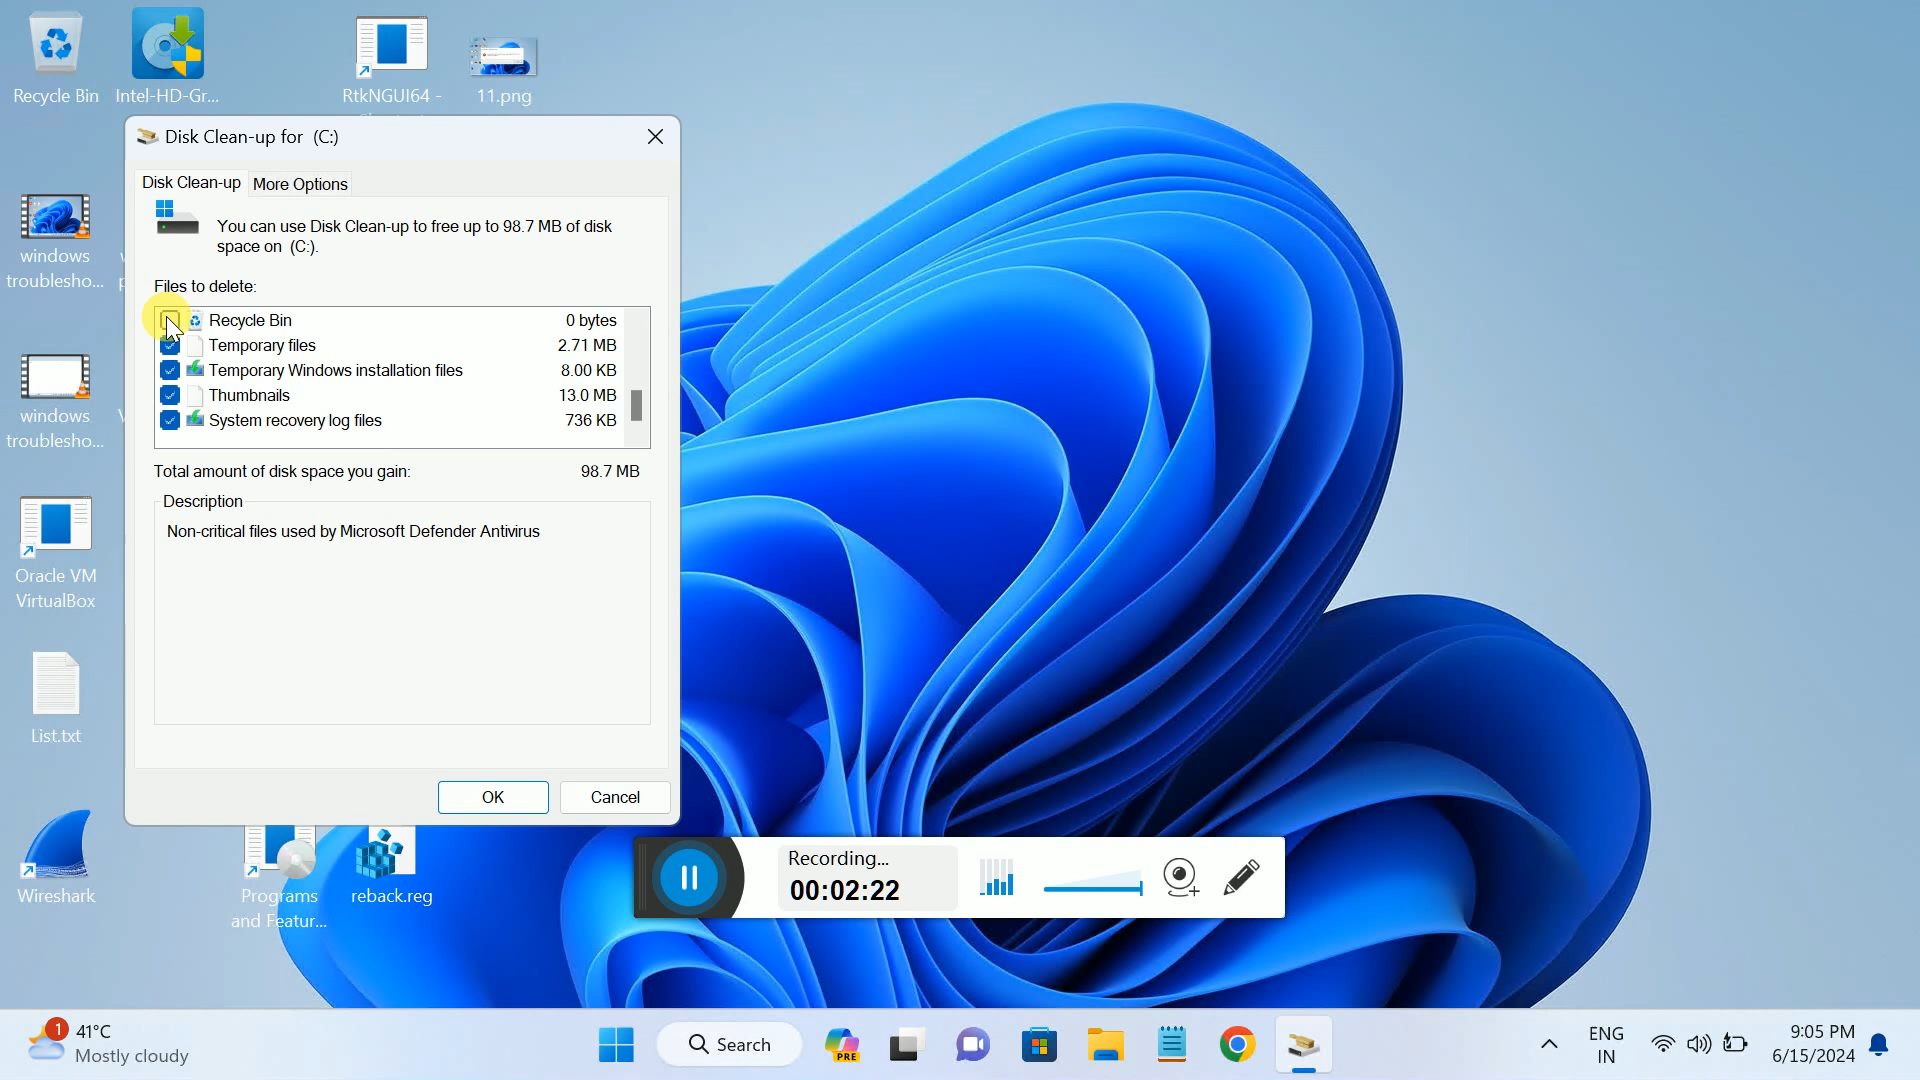 Recycle Bin
Intel-HD-Gr...
RtkNGUI64 -
11.png
Disk Clean-up for  (C:)
Disk Clean-up
More Options
You can use Disk Clean-up to free up to 98.7 MB of disk
space on  (C:).
Files to delete:
Recycle Bin 0 bytes
Temporary files 2.71 MB
Temporary Windows installation files 8.00 KB
Thumbnails 13.0 MB
System recovery log files 736 KB
Total amount of disk space you gain: 98.7 MB
Description
Non-critical files used by Microsoft Defender Antivirus
OK
Cancel
windows
troublesho...
windows
troublesho...
Oracle VM
VirtualBox
List.txt
Wireshark
Programs
and Featur...
reback.reg
Recording...
00:02:22
1
41°C
Mostly cloudy
Search
PRE
ENG
IN
9:05 PM
6/15/2024